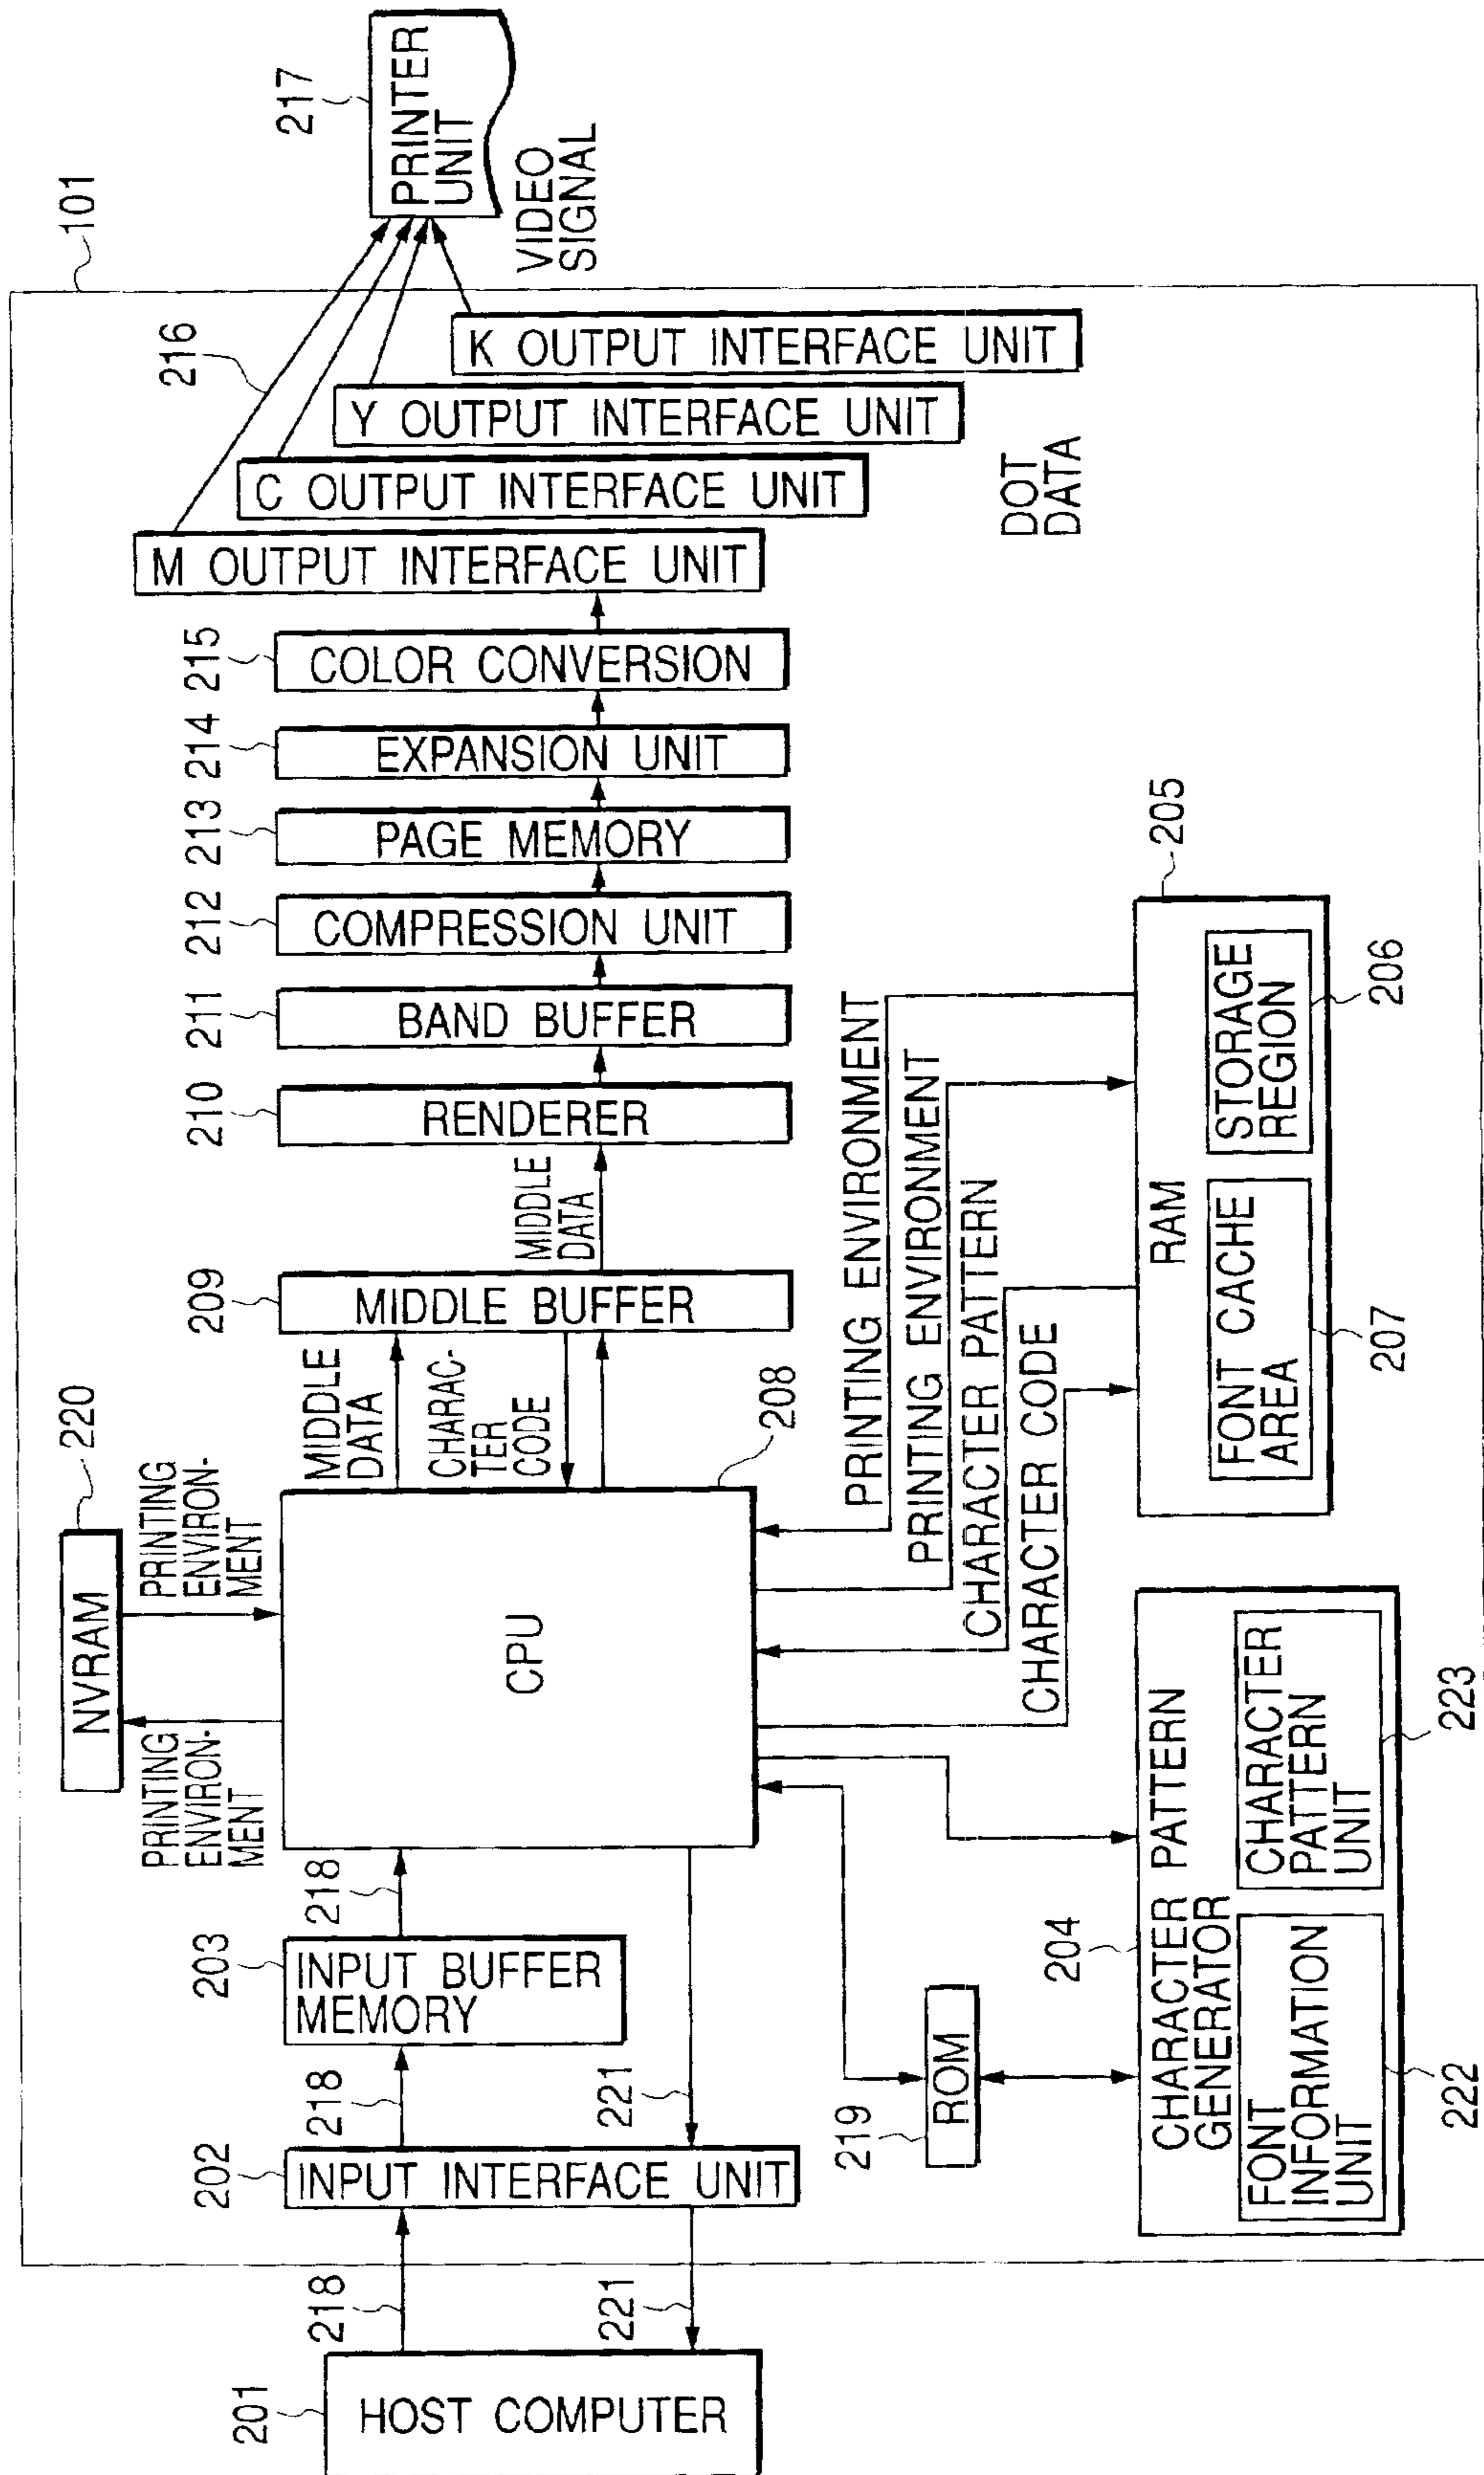 101
201
HOST COMPUTER
218
221
202
INPUT INTERFACE UNIT
218
221
203
INPUT BUFFER
MEMORY
218
220
NVRAM
PRINTING
ENVIRON-
MENT
PRINTING
ENVIRON-
MENT
CPU
208
MIDDLE
DATA
CHARAC-
TER
CODE
209
MIDDLE BUFFER
MIDDLE
DATA
210
RENDERER
211
BAND BUFFER
212
COMPRESSION UNIT
213
PAGE MEMORY
214
EXPANSION UNIT
215
COLOR CONVERSION
216
M OUTPUT INTERFACE UNIT
C OUTPUT INTERFACE UNIT
Y OUTPUT INTERFACE UNIT
K OUTPUT INTERFACE UNIT
DOT
DATA
217
PRINTER
UNIT
VIDEO
SIGNAL
PRINTING ENVIRONMENT
PRINTING ENVIRONMENT
CHARACTER PATTERN
CHARACTER CODE
219
ROM
204
CHARACTER PATTERN
GENERATOR
FONT
INFORMATION
UNIT
222
CHARACTER
PATTERN
UNIT
223
205
RAM
FONT CACHE
AREA
207
STORAGE
REGION
206